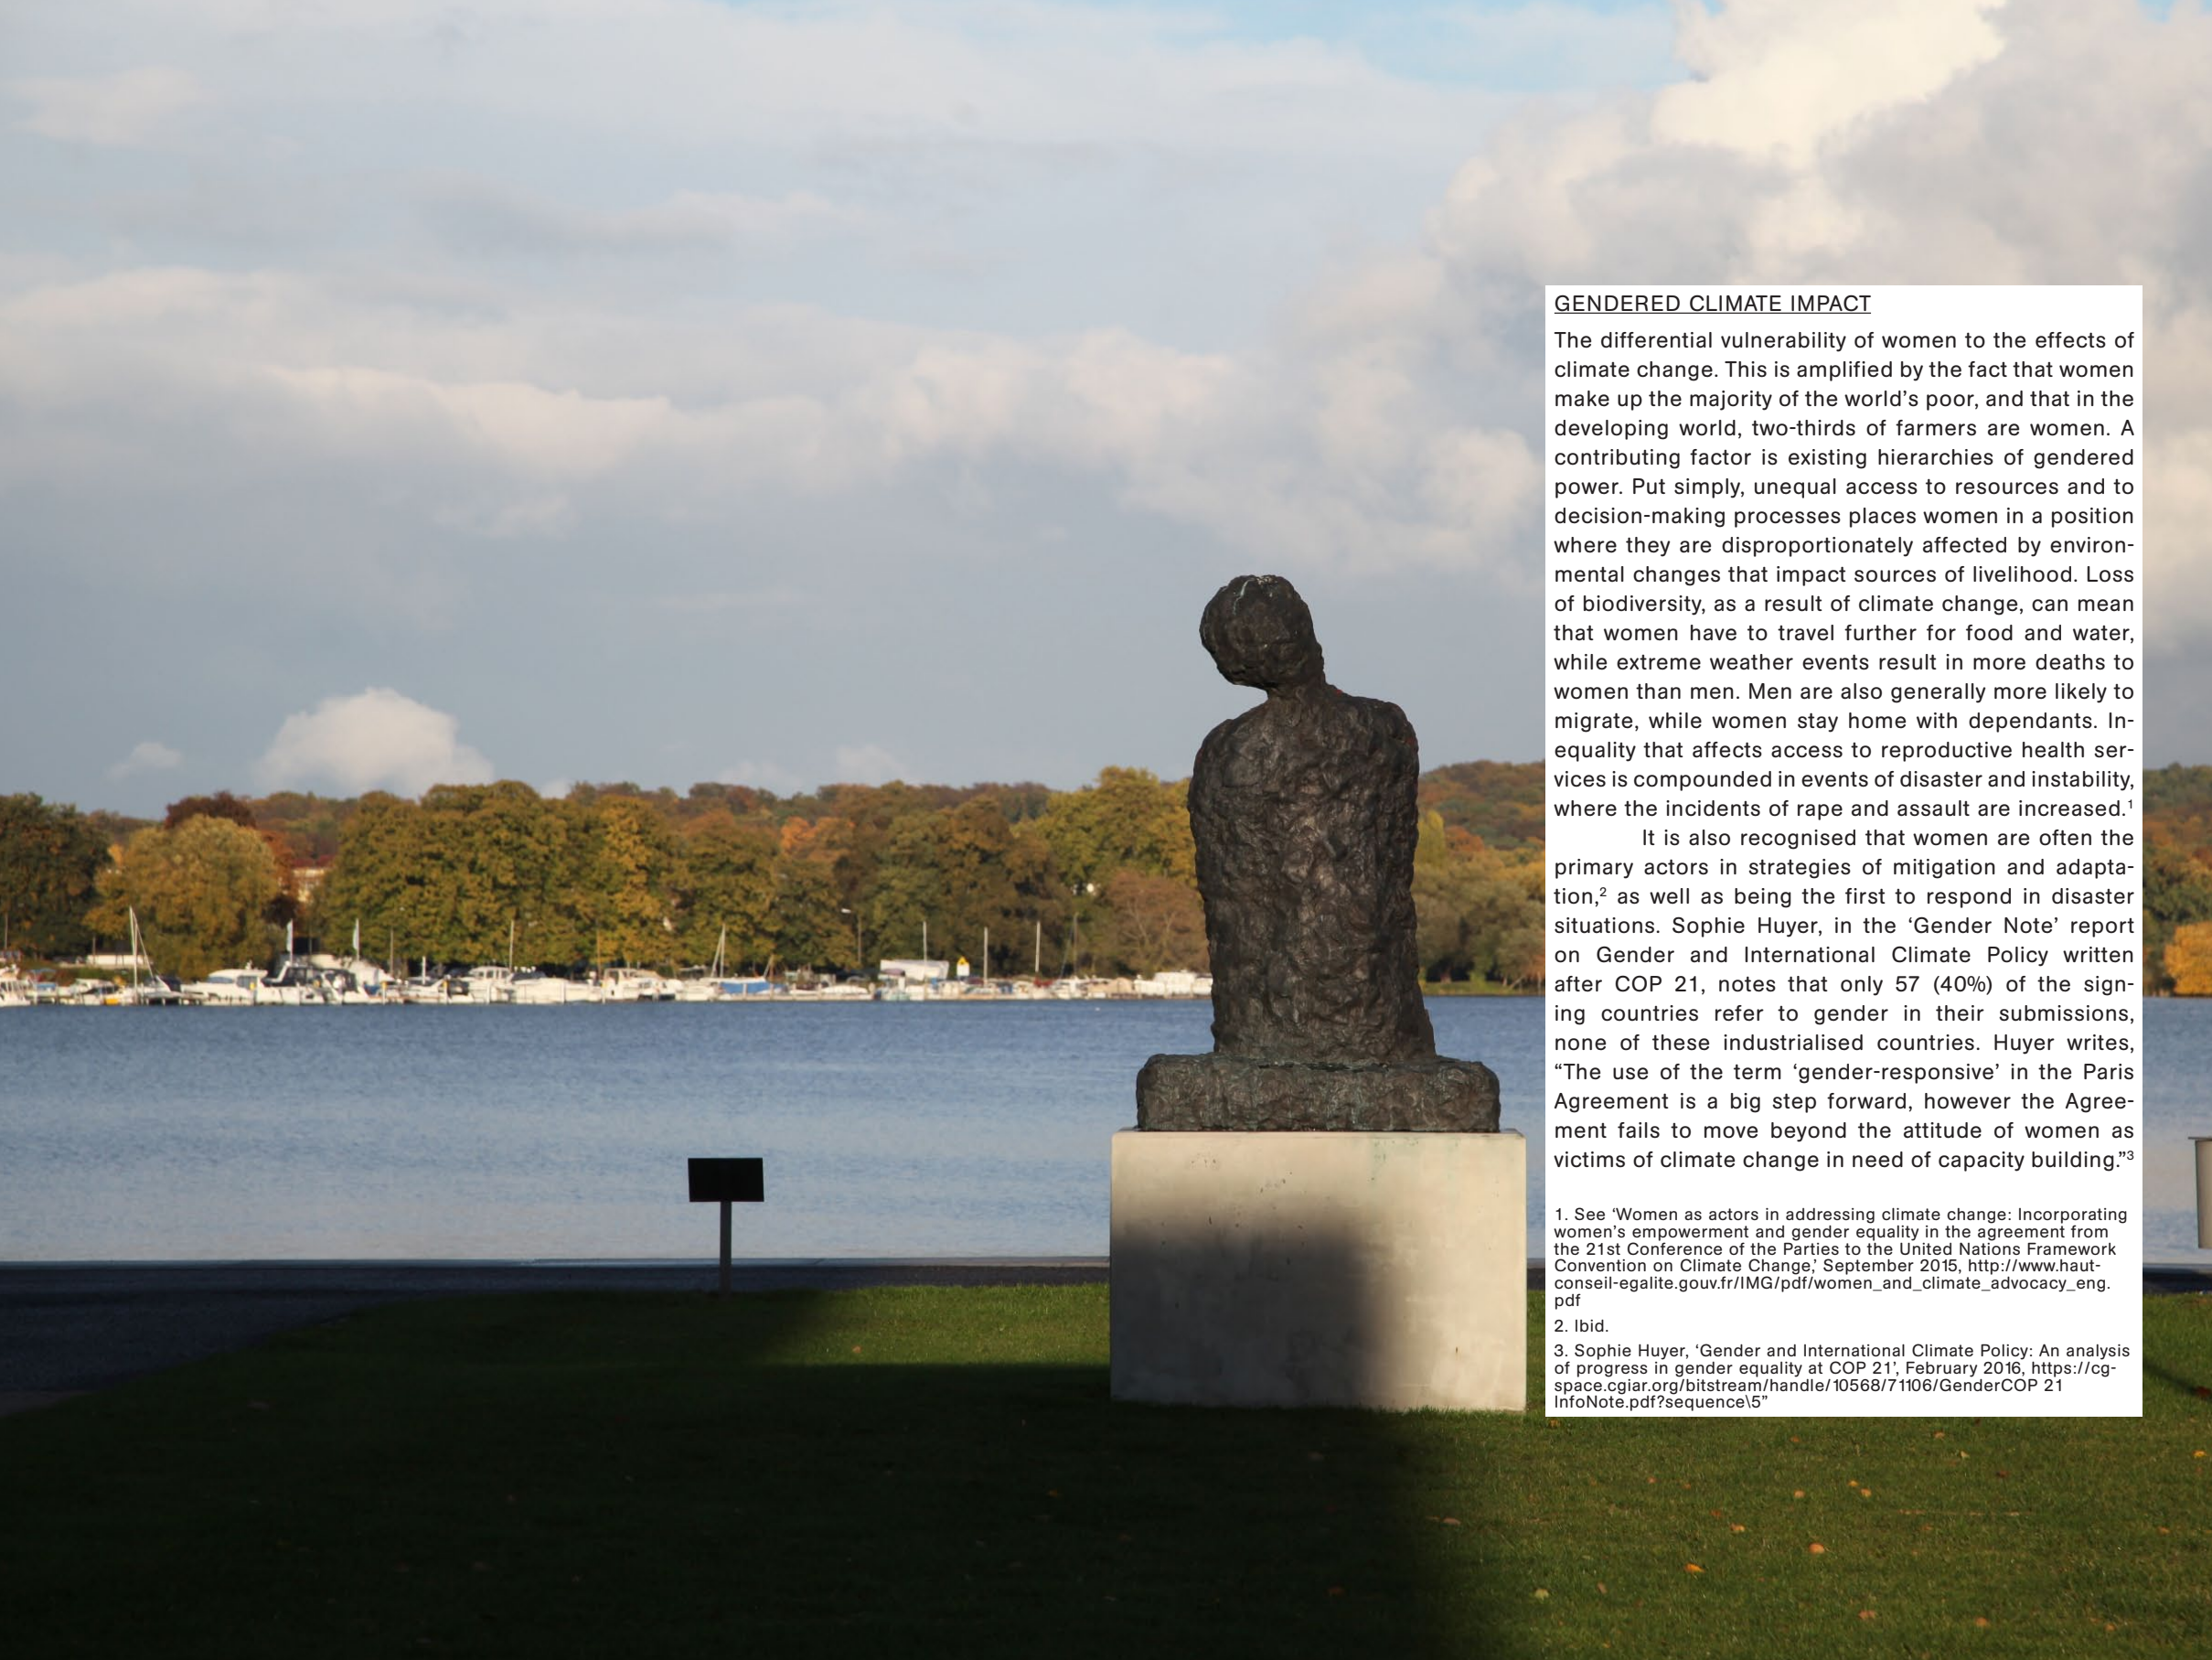 GENDERED CLIMATE IMPACT
The differential vulnerability of women to the effects of
climate change. This is amplified by the fact that women
make up the majority of the world’s poor, and that in the
developing world, two-thirds of farmers are women. A
contributing factor is existing hierarchies of gendered
power. Put simply, unequal access to resources and to
decision-making processes places women in a position
where they are disproportionately affected by environ-
mental changes that impact sources of livelihood. Loss
of biodiversity, as a result of climate change, can mean
that women have to travel further for food and water,
while extreme weather events result in more deaths to
women than men. Men are also generally more likely to
migrate, while women stay home with dependants. In-
equality that affects access to reproductive health ser-
vices is compounded in events of disaster and instability,
where the incidents of rape and assault are increased.¹
It is also recognised that women are often the
primary actors in strategies of mitigation and adapta-
tion,² as well as being the first to respond in disaster
situations. Sophie Huyer, in the ‘Gender Note’ report
on Gender and International Climate Policy written
after COP 21, notes that only 57 (40%) of the sign-
ing countries refer to gender in their submissions,
none of these industrialised countries. Huyer writes,
“The use of the term ‘gender-responsive’ in the Paris
Agreement is a big step forward, however the Agree-
ment fails to move beyond the attitude of women as
victims of climate change in need of capacity building.”³
1. See ‘Women as actors in addressing climate change: Incorporating
women’s empowerment and gender equality in the agreement from
the 21st Conference of the Parties to the United Nations Framework
Convention on Climate Change,’ September 2015, http://www.haut-
conseil-egalite.gouv.fr/IMG/pdf/women_and_climate_advocacy_eng.
pdf
2. Ibid.
3. Sophie Huyer, ‘Gender and International Climate Policy: An analysis
of progress in gender equality at COP 21’, February 2016, https://cg-
space.cgiar.org/bitstream/handle/10568/71106/GenderCOP 21
InfoNote.pdf?sequence\5”